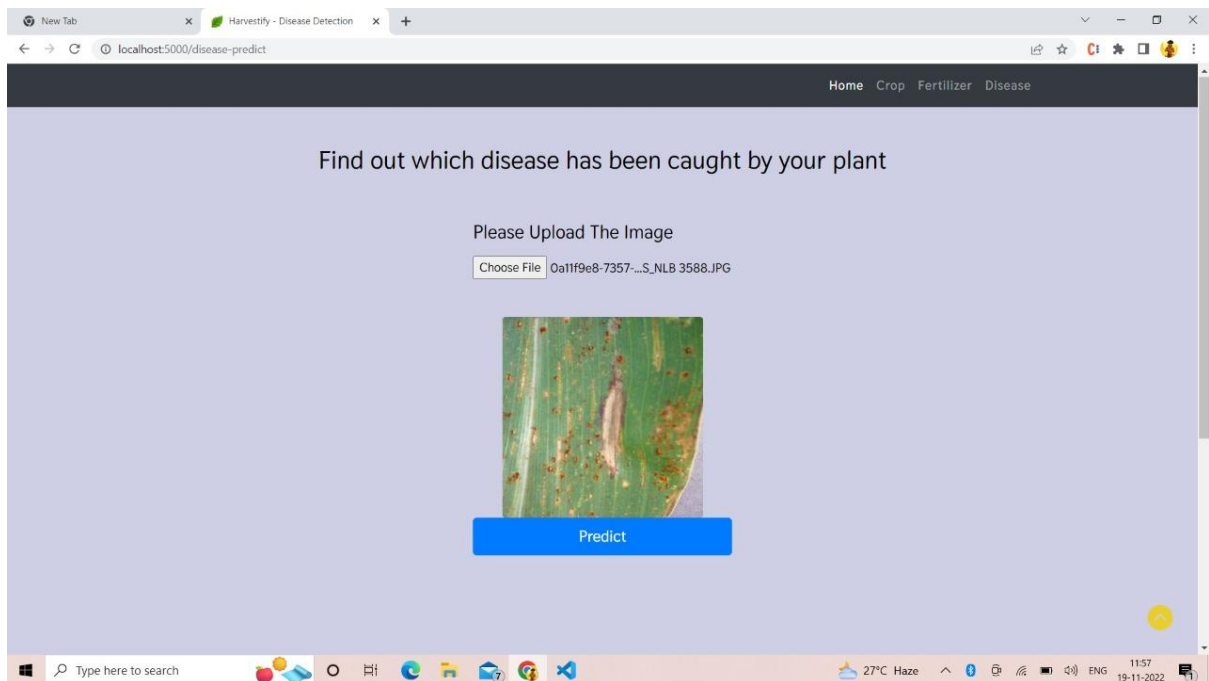 New Tab
Harvestify - Disease Detection
localhost:5000/disease-predict
Home Crop Fertilizer Disease
Find out which disease has been caught by your plant
Please Upload The Image
Choose File 0a11f9e8-7357-...S_NLB 3588.JPG
Predict
Type here to search
7
27°C Haze
ENG
11:57
19-11-2022
1